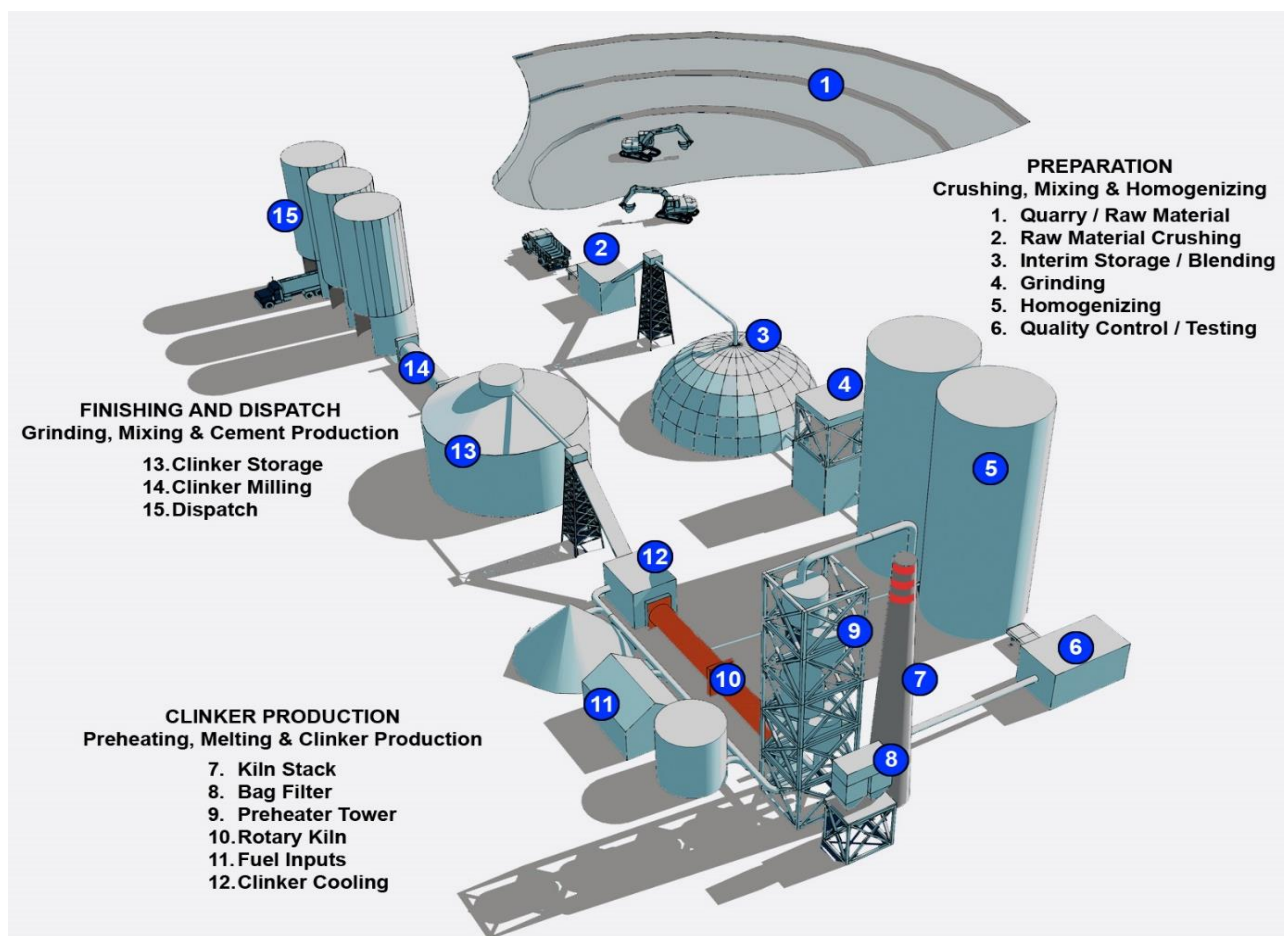 1
2
3
4
5
6
7
8
9
10
11
12
13
14
15
PREPARATION
Crushing, Mixing & Homogenizing
1. Quarry / Raw Material
2. Raw Material Crushing
3. Interim Storage / Blending
4. Grinding
5. Homogenizing
6. Quality Control / Testing
FINISHING AND DISPATCH
Grinding, Mixing & Cement Production
13. Clinker Storage
14. Clinker Milling
15. Dispatch
CLINKER PRODUCTION
Preheating, Melting & Clinker Production
7. Kiln Stack
8. Bag Filter
9. Preheater Tower
10. Rotary Kiln
11. Fuel Inputs
12. Clinker Cooling